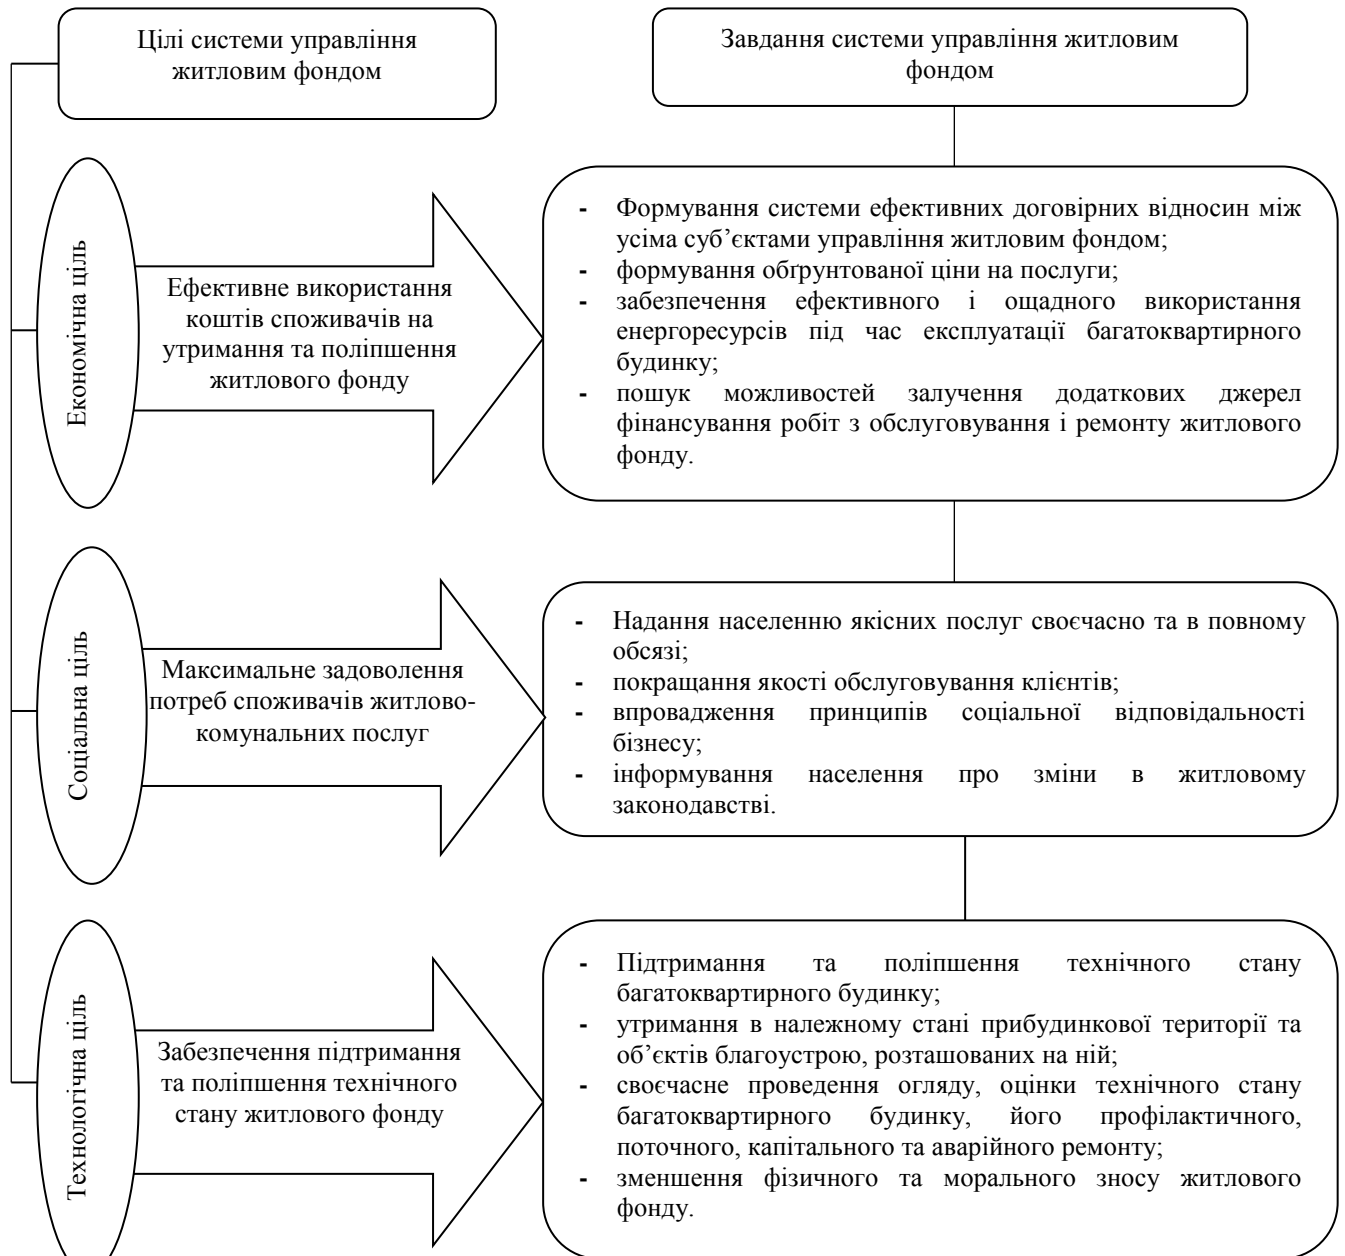 Цілі системи управління
житловим фондом
Завдання системи управління житловим
фондом
Економічна ціль
Ефективне використання
коштів споживачів на
утримання та поліпшення
житлового фонду
- Формування системи ефективних договірних відносин між
усіма суб’єктами управління житловим фондом;
- формування обґрунтованої ціни на послуги;
- забезпечення ефективного і ощадного використання
енергоресурсів під час експлуатації багатоквартирного
будинку;
- пошук можливостей залучення додаткових джерел
фінансування робіт з обслуговування і ремонту житлового
фонду.
Соціальна ціль
Максимальне задоволення
потреб споживачів житлово-
комунальних послуг
- Надання населенню якісних послуг своєчасно та в повному
обсязі;
- покращання якості обслуговування клієнтів;
- впровадження принципів соціальної відповідальності
бізнесу;
- інформування населення про зміни в житловому
законодавстві.
Технологічна ціль
Забезпечення підтримання
та поліпшення технічного
стану житлового фонду
- Підтримання та поліпшення технічного стану
багатоквартирного будинку;
- утримання в належному стані прибудинкової території та
об’єктів благоустрою, розташованих на ній;
- своєчасне проведення огляду, оцінки технічного стану
багатоквартирного будинку, його профілактичного,
поточного, капітального та аварійного ремонту;
- зменшення фізичного та морального зносу житлового
фонду.